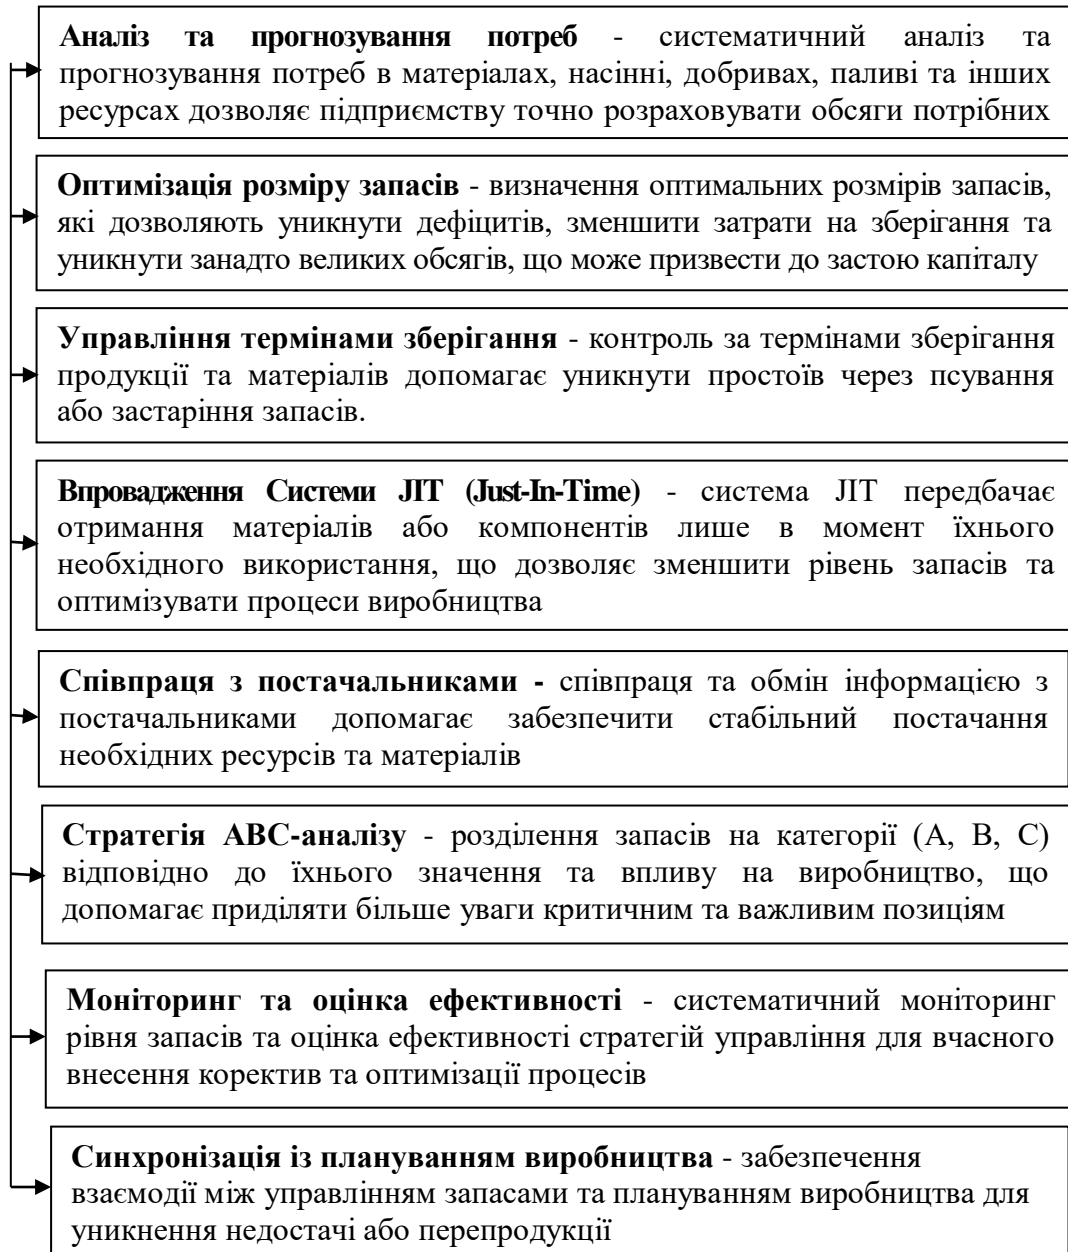 Аналіз та прогнозування потреб - систематичний аналіз та
прогнозування потреб в матеріалах, насінні, добривах, паливі та інших
ресурсах дозволяє підприємству точно розраховувати обсяги потрібних
Оптимізація розміру запасів - визначення оптимальних розмірів запасів,
які дозволяють уникнути дефіцитів, зменшити затрати на зберігання та
уникнути занадто великих обсягів, що може призвести до застою капіталу
Управління термінами зберігання - контроль за термінами зберігання
продукції та матеріалів допомагає уникнути простоїв через псування
або застаріння запасів.
Впровадження Системи JIT (Just-In-Time) - система JIT передбачає
отримання матеріалів або компонентів лише в момент їхнього
необхідного використання, що дозволяє зменшити рівень запасів та
оптимізувати процеси виробництва
Співпраця з постачальниками - співпраця та обмін інформацією з
постачальниками допомагає забезпечити стабільний постачання
необхідних ресурсів та матеріалів
Стратегія ABC-аналізу - розділення запасів на категорії (A, B, C)
відповідно до їхнього значення та впливу на виробництво, що
допомагає приділяти більше уваги критичним та важливим позиціям
Моніторинг та оцінка ефективності - систематичний моніторинг
рівня запасів та оцінка ефективності стратегій управління для вчасного
внесення коректив та оптимізації процесів
Синхронізація із плануванням виробництва - забезпечення
взаємодії між управлінням запасами та плануванням виробництва для
уникнення недостачі або перепродукції